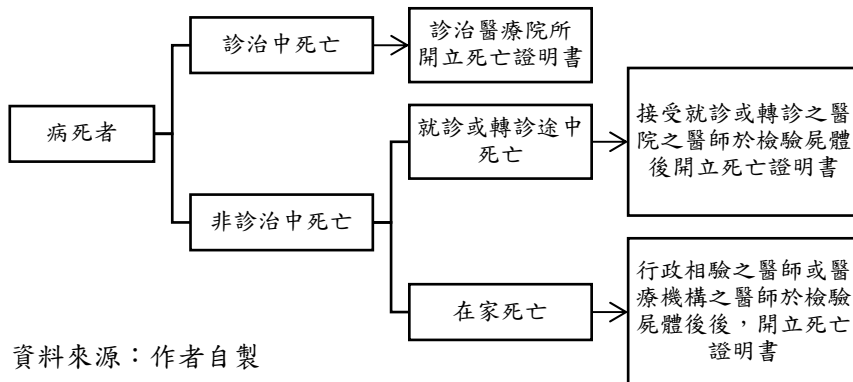 診治中死亡
診治醫療院所
開立死亡證明書
病死者
就診或轉診途中
死亡
接受就診或轉診之醫
院之醫師於檢驗屍體
後開立死亡證明書
非診治中死亡
在家死亡
行政相驗之醫師或醫
療機構之醫師於檢驗
屍體後後，開立死亡
證明書
資料來源：作者自製